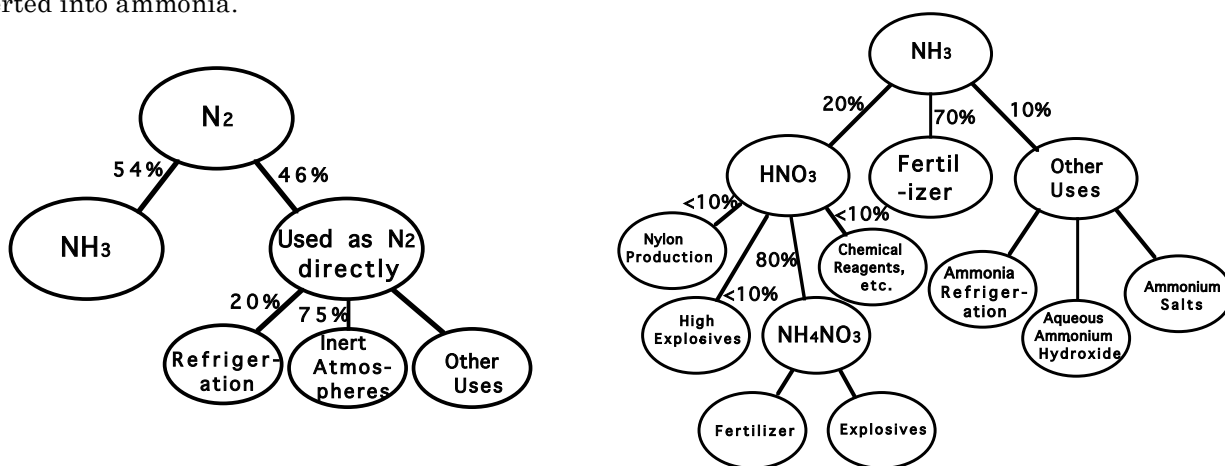 erted into ammonia.
N2
54%
46%
NH3
Used as N2
directly
20%
75%
Refriger-
ation
Inert
Atmos-
pheres
Other
Uses
NH3
20%
70%
10%
HNO3
Fertil
-izer
Other
Uses
<10%
<10%
Nylon
Production
80%
<10%
Chemical
Reagents,
etc.
High
Explosives
NH4NO3
Ammonia
Refriger-
ation
Aqueous
Ammonium
Hydroxide
Ammonium
Salts
Fertilizer
Explosives